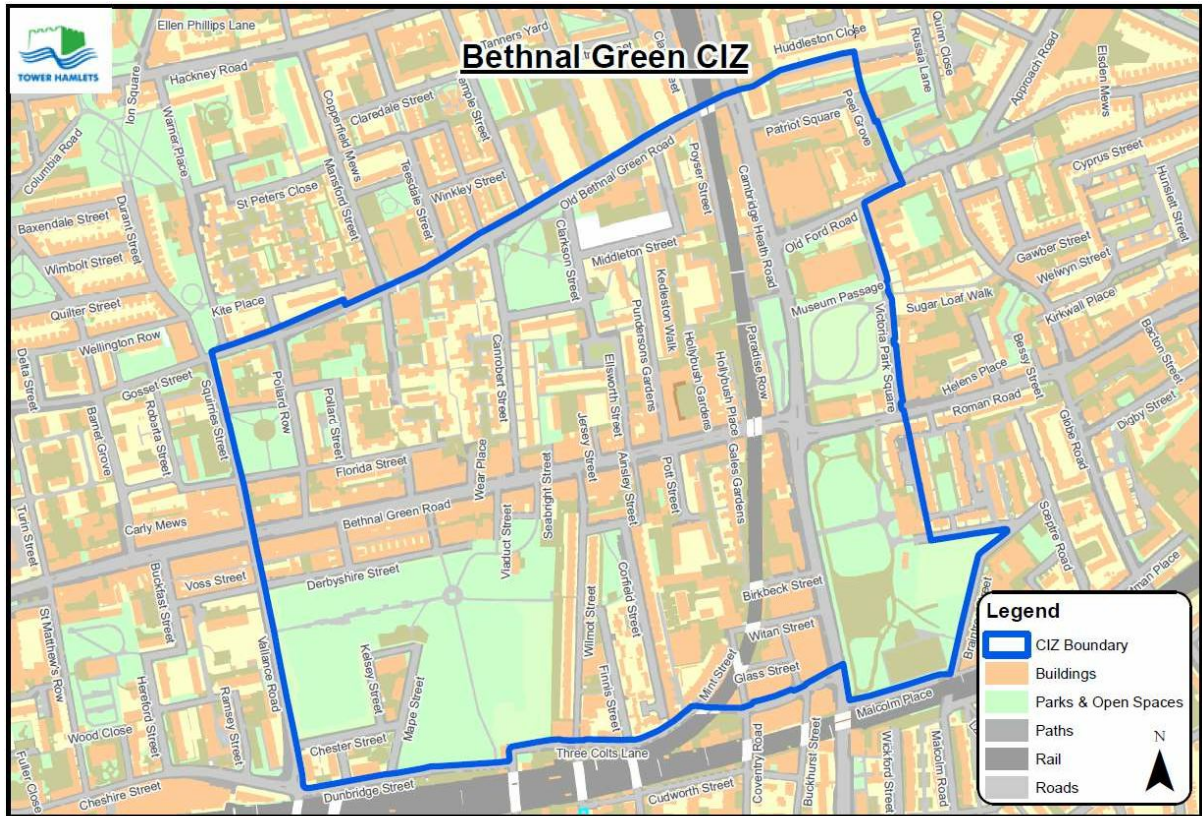 Bethnal Green CIZ
TOWER HAMLETS
Ellen Phillips Lane
Tanners Yard
Huddleston Close
Quinn Close
Russia Lane
Approach Road
Elsden Mews
Hackney Road
Ion Square
Warner Place
Copperfield Mews
Claredale Street
Temple Street
Patriot Square
Peel Grove
Columbia Road
Mansford Street
Teesdale Street
Winkley Street
Old Bethnal Green Road
Poyser Street
Cambridge Heath Road
Cyprus Street
Hunslett Street
St Peters Close
Durant Street
Baxendale Street
Wimbolt Street
Clarkson Street
Middleton Street
Old Ford Road
Gawber Street
Welwyn Street
Kite Place
Quilter Street
Kedleston Walk
Pundersons Gardens
Museum Passage
Sugar Loaf Walk
Kirkwall Place
Wellington Row
Delta Street
Gosset Street
Squirries Street
Pollard Row
Pollard Street
Canrobert Street
Ellsworth Street
Hollybush Gardens
Hollybush Place
Paradise Row
Victoria Park Square
Helens Place
Bessy Street
Bacton Street
Roman Road
Globe Road
Digby Street
Barnet Grove
Roberta Street
Florida Street
Wear Place
Jersey Street
Ainsley Street
Pott Street
Gales Gardens
Seabright Street
Turin Street
Carly Mews
Bethnal Green Road
Viaduct Street
Sceptre Road
Voss Street
Buckfast Street
Derbyshire Street
Wilmot Street
Corfield Street
Birkbeck Street
Witan Street
Glass Street
St Matthew's Row
Hereford Street
Ramsey Street
Vallance Road
Kelsey Street
Mape Street
Finnis Street
Mint Street
Malcolm Place
Wood Close
Chester Street
Three Colts Lane
Fuller Close
Cheshire Street
Dunbridge Street
Cudworth Street
Coventry Road
Buckhurst Street
Wickford Street
Malcolm Road
Legend
CIZ Boundary
Buildings
Parks & Open Spaces
Paths
Rail
Roads
N